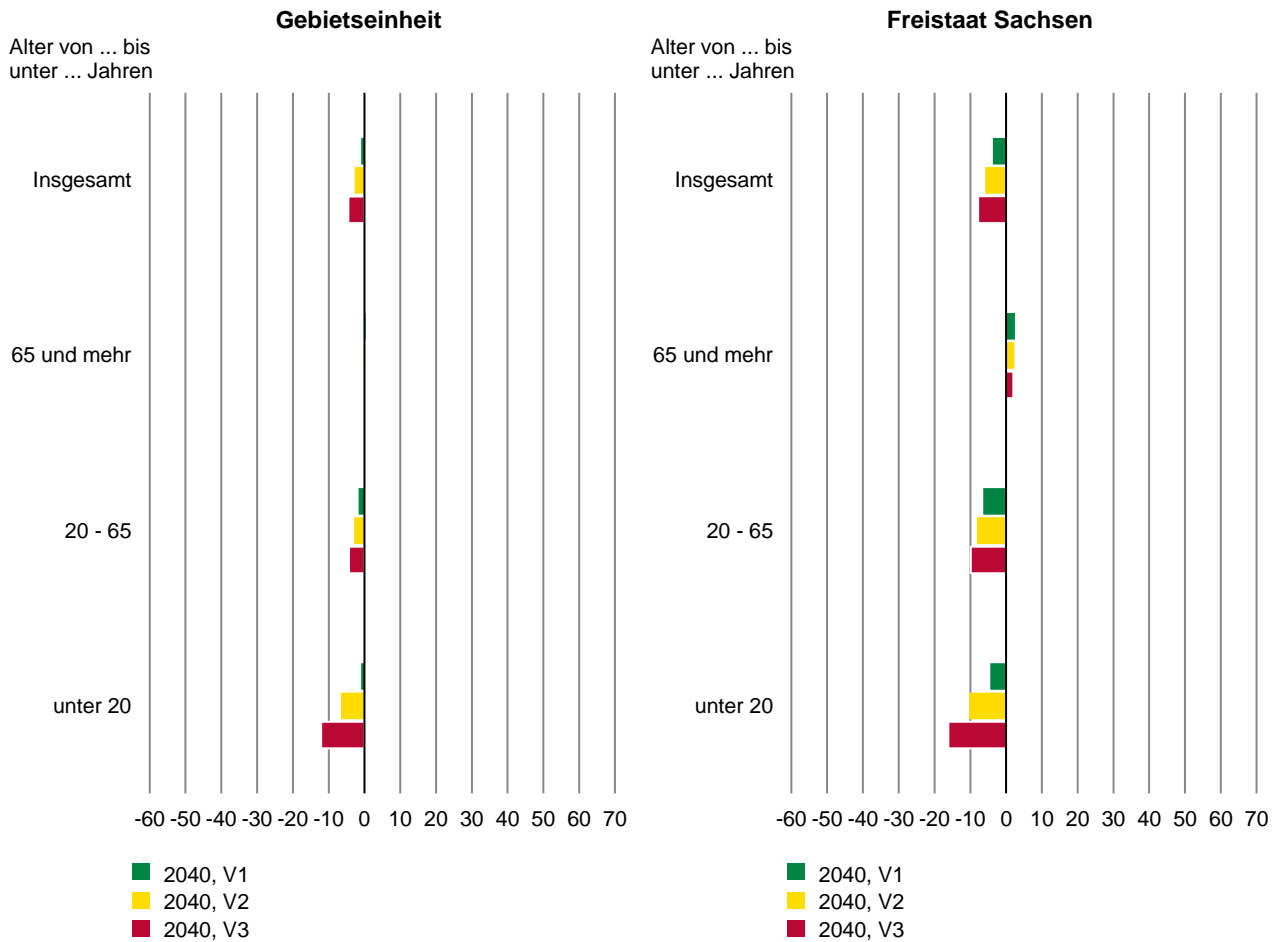 Gebietseinheit
Alter von ... bis
unter ... Jahren
Insgesamt
65 und mehr
20 - 65
unter 20
-60 -50 -40 -30 -20 -10 0 10 20 30 40 50 60 70
2040, V1
2040, V2
2040, V3
Freistaat Sachsen
Alter von ... bis
unter ... Jahren
Insgesamt
65 und mehr
20 - 65
unter 20
-60 -50 -40 -30 -20 -10 0 10 20 30 40 50 60 70
2040, V1
2040, V2
2040, V3